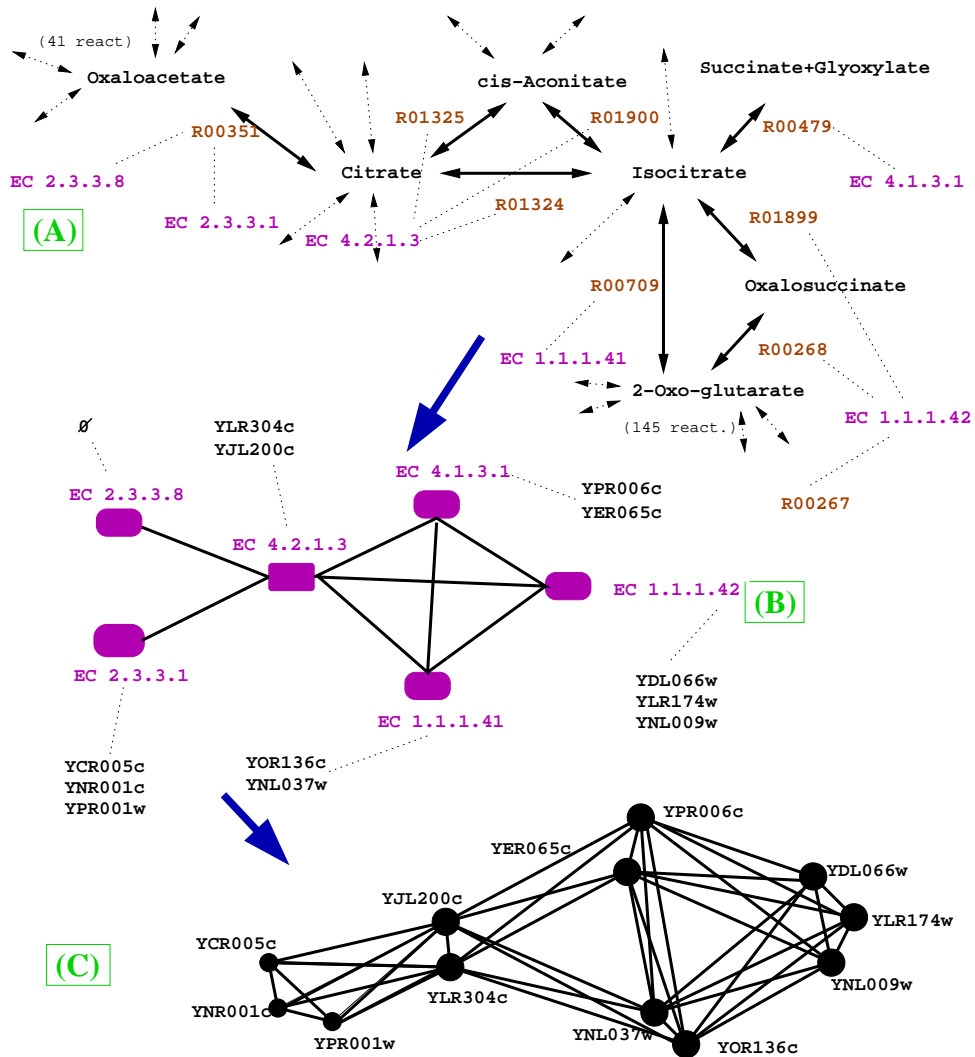 (41 react)
Oxaloacetate
cis-Aconitate
Succinate+Glyoxylate
R01325
R01900
R00351
R00479
Citrate
Isocitrate
EC 2.3.3.8
EC 4.1.3.1
R01324
EC 2.3.3.1
EC 4.2.1.3
R01899
(A)
R00709
Oxalosuccinate
EC 1.1.1.41
R00268
2-Oxo-glutarate
(145 react.)
EC 1.1.1.42
R00267
Ø
YLR304c
YJL200c
EC 2.3.3.8
EC 4.1.3.1
YPR006c
YER065c
EC 4.2.1.3
EC 1.1.1.42
(B)
EC 2.3.3.1
YDL066w
YLR174w
YNL009w
EC 1.1.1.41
YCR005c
YNR001c
YPR001w
YOR136c
YNL037w
YPR006c
YER065c
YDL066w
YJL200c
YLR174w
YCR005c
(C)
YLR304c
YNL009w
YNR001c
YPR001w
YNL037w
YOR136c